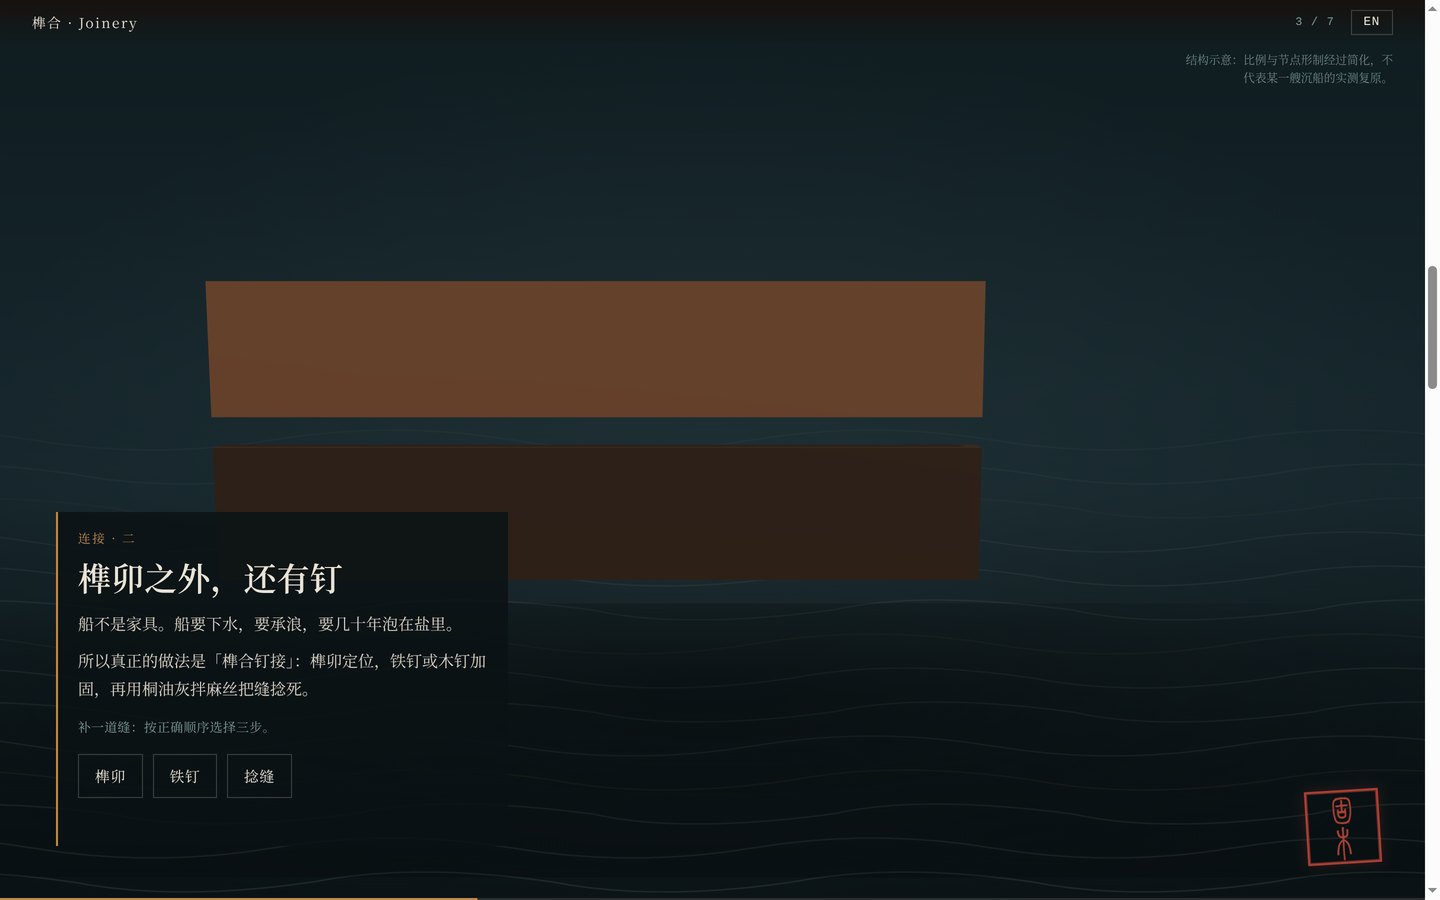 榫合 · Joinery
3 / 7
EN
结构示意：比例与节点形制经过简化，不
代表某一艘沉船的实测复原。
连接 · 二
榫卯之外，还有钉
船不是家具。船要下水，要承浪，要几十年泡在盐里。
所以真正的做法是「榫合钉接」：榫卯定位，铁钉或木钉加
固，再用桐油灰拌麻丝把缝捻死。
补一道缝：按正确顺序选择三步。
榫卯
铁钉
捻缝